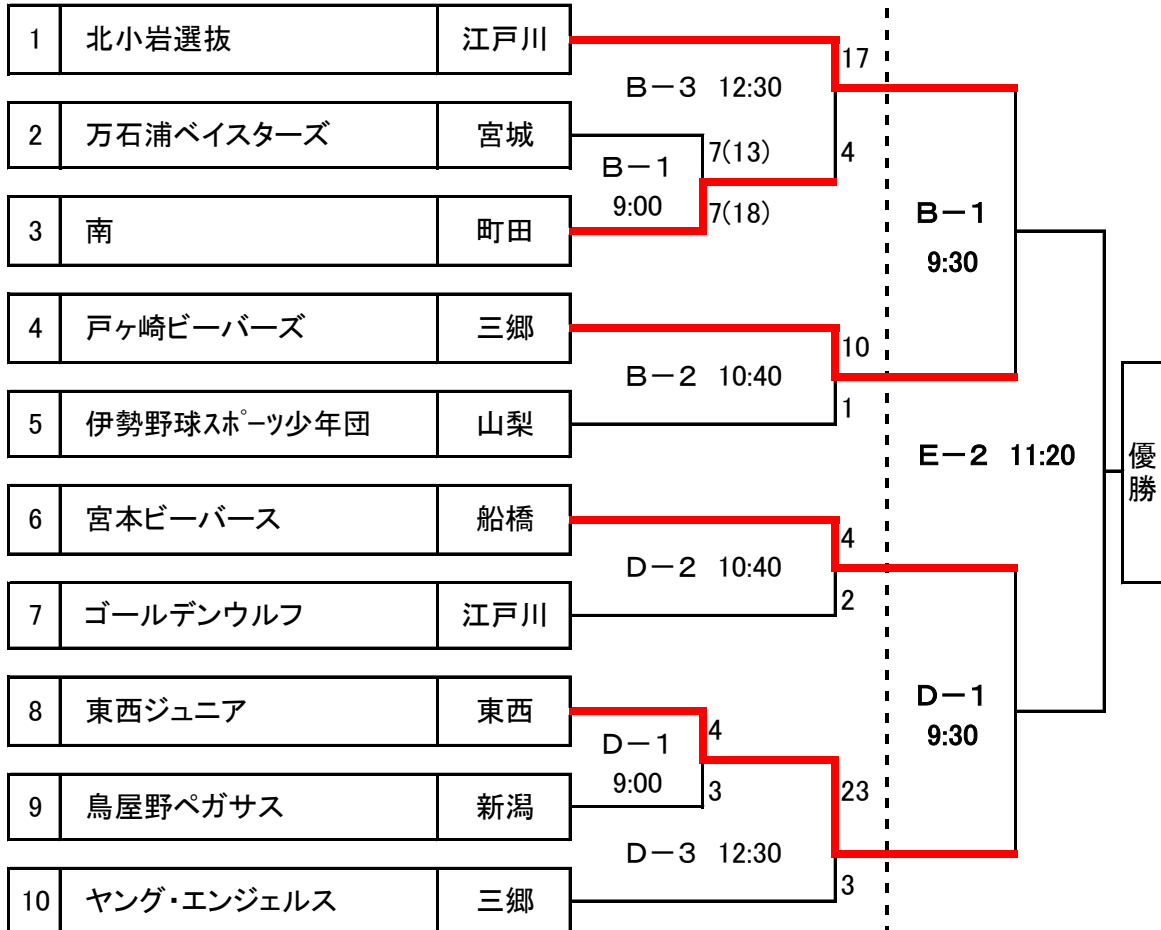 1 北小岩選抜 江戸川
17
B－3 12:30
2 万石浦ベイスターズ 宮城
7(13)
4
B－1
9:00
7(18)
3 南 町田
B－1
9:30
4 戸ヶ崎ビーバーズ 三郷
10
B－2 10:40
1
5 伊勢野球スポーツ少年団 山梨
E－2 11:20
優勝
6 宮本ビーバース 船橋
4
D－2 10:40
2
7 ゴールデンウルフ 江戸川
8 東西ジュニア 東西
4
D－1
9:00
3
D－1
9:30
23
9 鳥屋野ペガサス 新潟
D－3 12:30
3
10 ヤング・エンジェルス 三郷